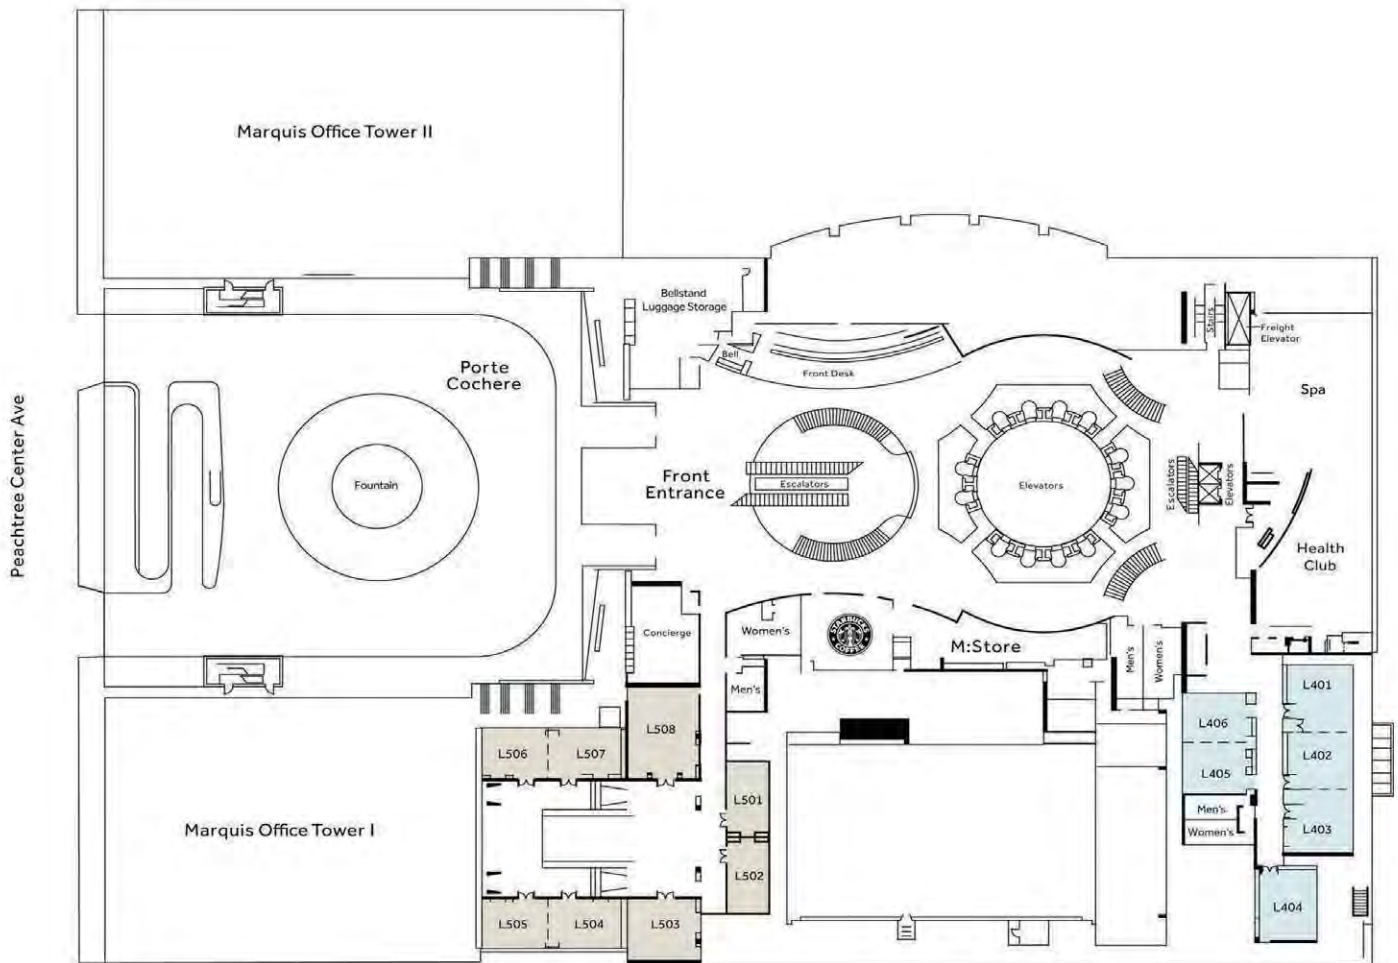 Marquis Office Tower II
Peachtree Center Ave
Porte
Cochere
Fountain
Bellstand
Luggage Storage
Bell
Front Desk
Stairs
Freight
Elevator
Spa
Front
Entrance
Escalators
Elevators
Escalators
Elevators
Health
Club
Concierge
Women's
STARBUCKS
COFFEE
M:Store
Men's
Men's
Women's
L508
L506
L507
L501
L502
L505
L504
L503
Marquis Office Tower I
L401
L406
L402
L405
Men's
Women's
L403
L404